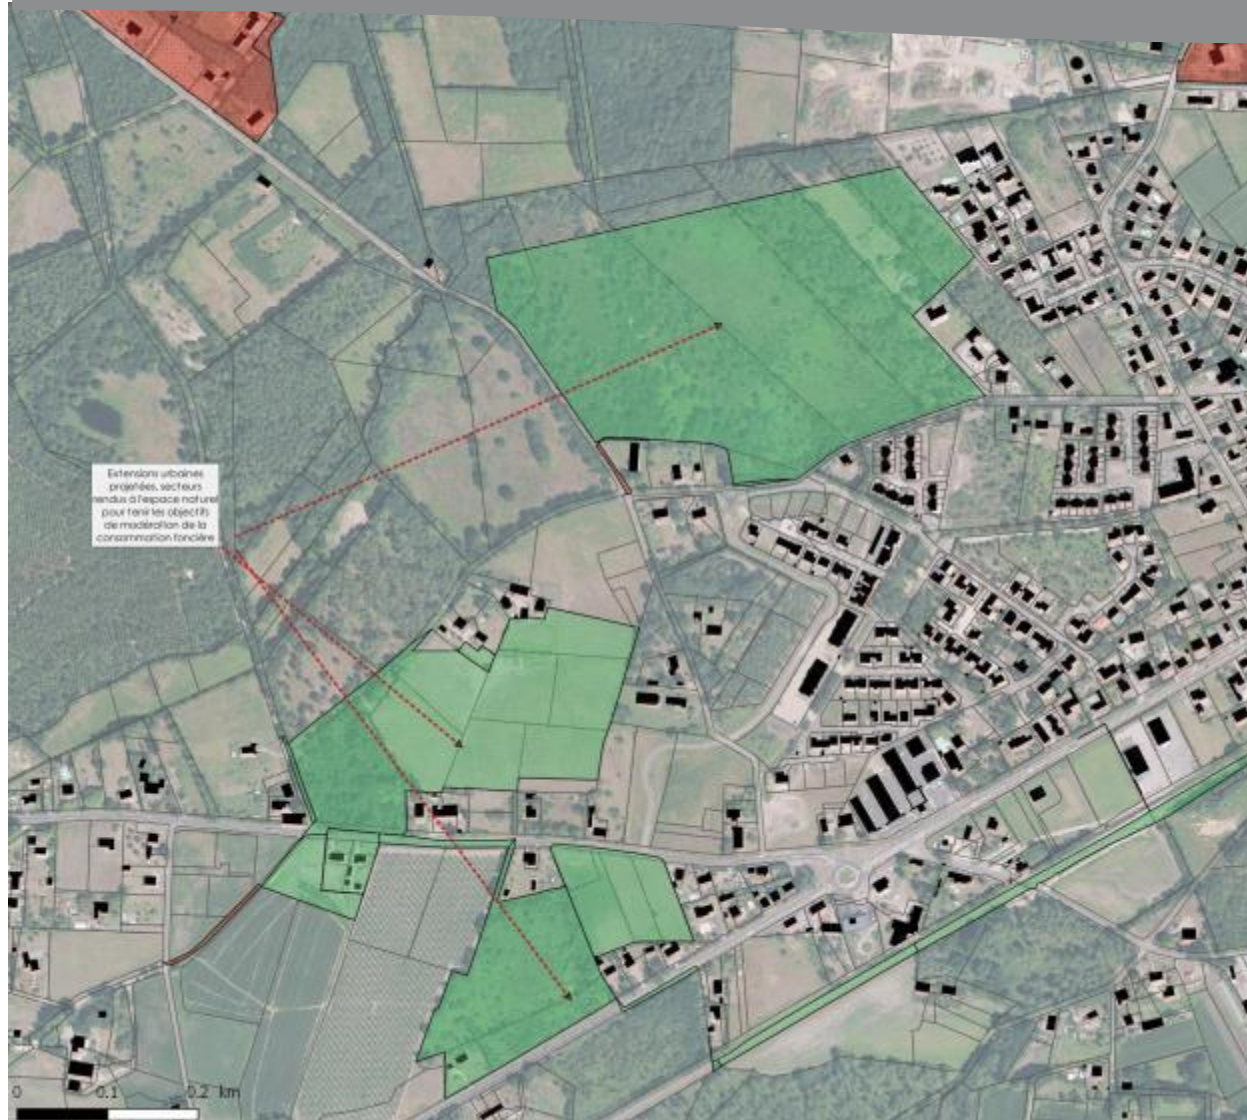 Extensions urbaines
projetées, secteurs
rendus à l'espace naturel
pour tenir les objectifs
de modération de la
consommation foncière
0 0.1 0.2 km